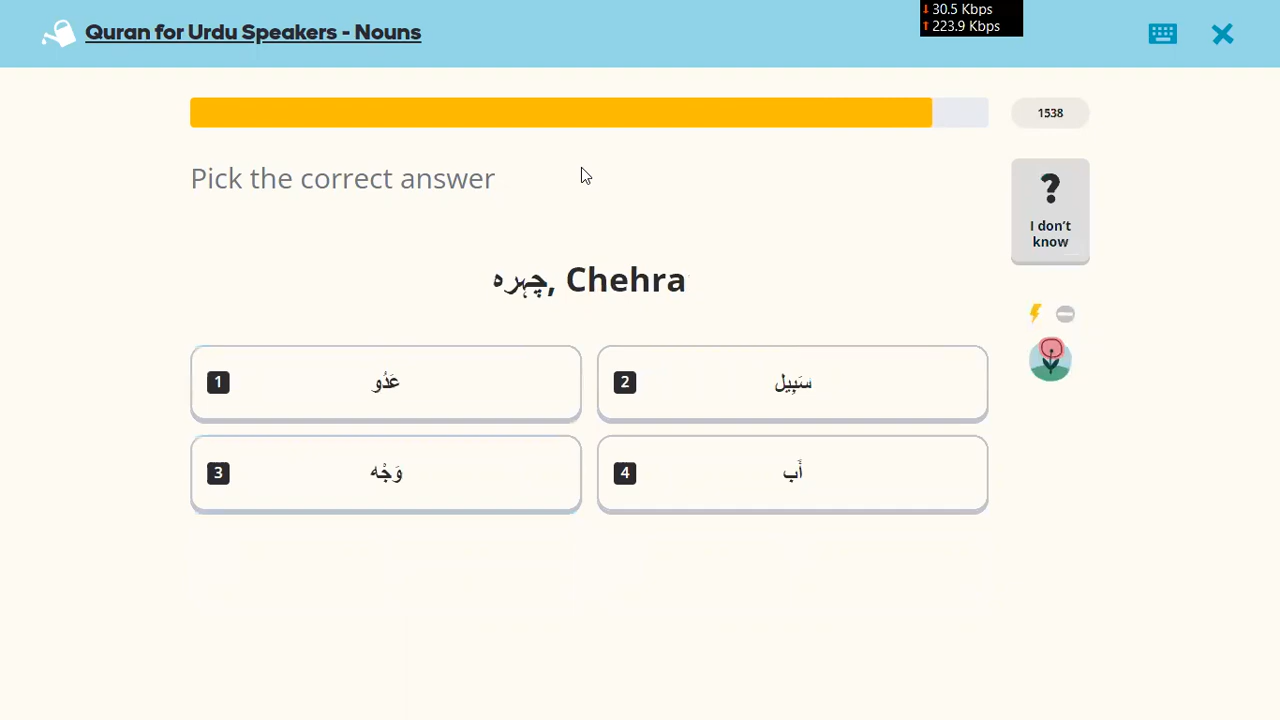 Quran for Urdu Speakers - Nouns
↓ 30.5 Kbps
↑ 223.9 Kbps
1538
Pick the correct answer
?
I don't
know
چہرہ, Chehra
1 عَدُو
2 سَبِيل
3 وَجْه
4 أَب